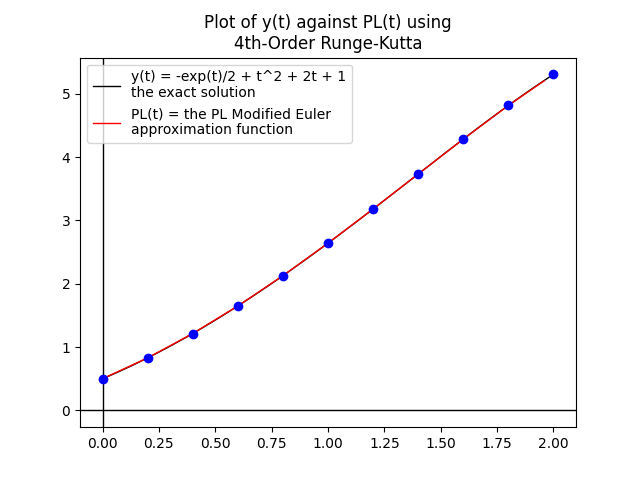 Plot of y(t) against PL(t) using
4th-Order Runge-Kutta
y(t) = -exp(t)/2 + t^2 + 2t + 1
the exact solution
PL(t) = the PL Modified Euler
approximation function
5
4
3
2
1
0
0.00 0.25 0.50 0.75 1.00 1.25 1.50 1.75 2.00